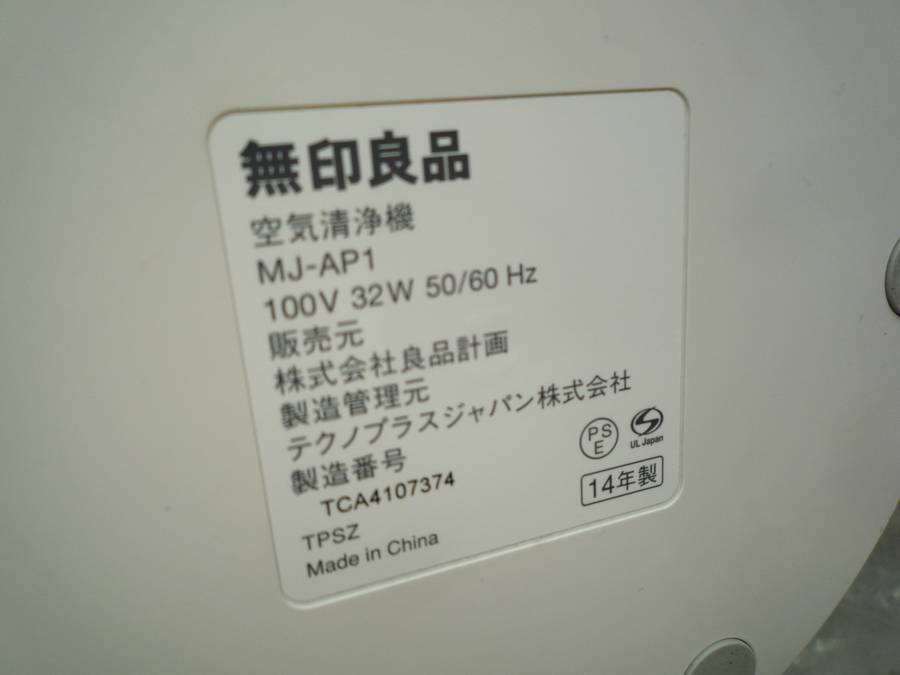 無印良品
空気清浄機
MJ-AP1
100V 32W 50/60 Hz
販売元
株式会社良品計画
製造管理元
テクノプラスジャパン株式会社
製造番号
TCA4107374
PS
E
UL Japan
14年製
TPSZ
Made in China